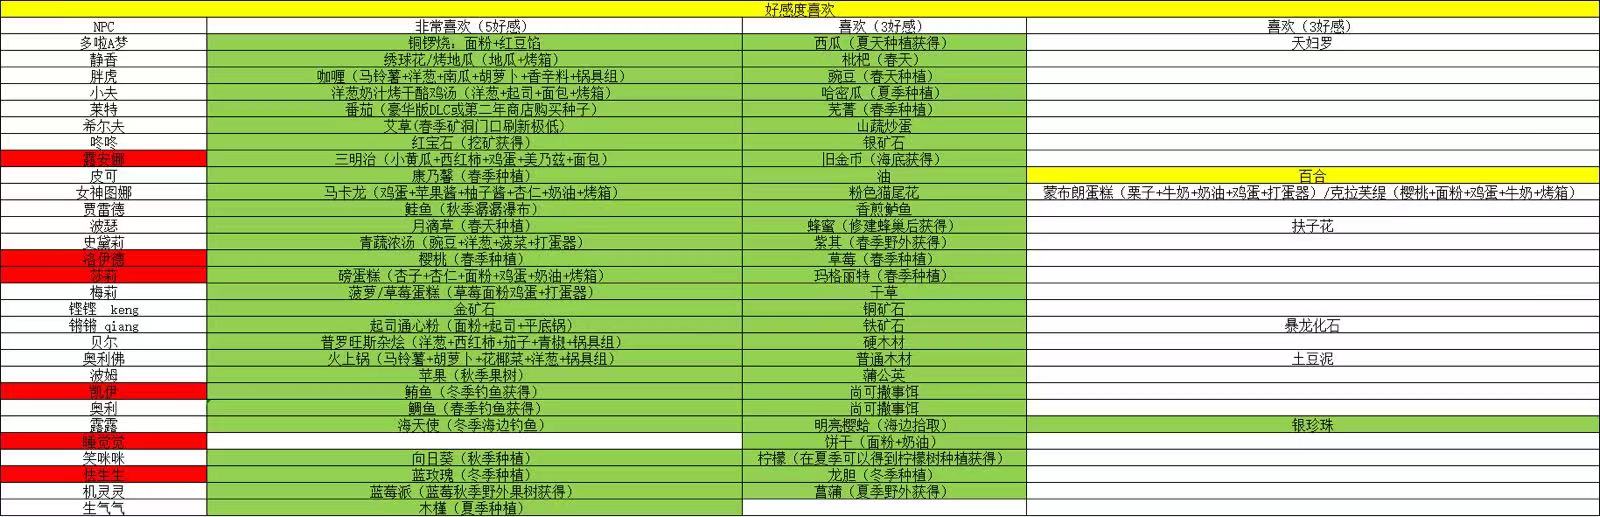 好感度喜欢
NPC 非常喜欢（5好感） 喜欢（3好感） 喜欢（3好感）
多啦A梦 铜锣烧：面粉+红豆馅 西瓜（夏天种植获得） 天妇罗
静香 绣球花/烤地瓜（地瓜+烤箱） 枇杷（春天）
胖虎 咖喱（马铃薯+洋葱+南瓜+胡萝卜+香辛料+锅具组） 豌豆（春天种植）
小夫 洋葱奶汁烤干酪鸡汤（洋葱+起司+面包+烤箱） 哈密瓜（夏季种植）
莱特 番茄（豪华版DLC或第二年商店购买种子） 芜菁（春季种植）
希尔夫 艾草(春季矿洞门口刷新极低） 山蔬炒蛋
咚咚 红宝石（挖矿获得） 银矿石
露安娜 三明治（小黄瓜+西红柿+鸡蛋+美乃兹+面包） 旧金币（海底获得）
皮可 康乃馨（春季种植） 油 百合
女神图娜 马卡龙（鸡蛋+苹果酱+柚子酱+杏仁+奶油+烤箱） 粉色猫尾花 蒙布朗蛋糕（栗子+牛奶+奶油+鸡蛋+打蛋器）/克拉芙缇（樱桃+面粉+鸡蛋+牛奶+烤箱）
贾雷德 鲑鱼（秋季潺潺瀑布） 香煎鲈鱼
波瑟 月滴草（春天种植） 蜂蜜（修建蜂巢后获得） 扶子花
史黛莉 青蔬浓汤（豌豆+洋葱+菠菜+打蛋器） 紫萁（春季野外获得）
洛伊德 樱桃（春季种植） 草莓（春季种植）
莎莉 磅蛋糕（杏子+杏仁+面粉+鸡蛋+奶油+烤箱） 玛格丽特（春季种植）
梅莉 菠萝/草莓蛋糕（草莓面粉鸡蛋+打蛋器） 干草
铿铿 keng 金矿石 铜矿石
锵锵 qiang 起司通心粉（面粉+起司+平底锅） 铁矿石 暴龙化石
贝尔 普罗旺斯杂烩（洋葱+西红柿+茄子+青椒+锅具组） 硬木材
奥利佛 火上锅（马铃薯+胡萝卜+花椰菜+洋葱+锅具组） 普通木材 土豆泥
波姆 苹果（秋季果树） 蒲公英
凯伊 鲔鱼（冬季钓鱼获得） 尚可撒事饵
奥利 鲷鱼（春季钓鱼获得） 尚可撒事饵
露露 海天使（冬季海边钓鱼） 明亮樱蛤（海边拾取） 银珍珠
睡觉觉 饼干（面粉+奶油）
笑咪咪 向日葵（秋季种植） 柠檬（在夏季可以得到柠檬树种植获得）
怯生生 蓝玫瑰（冬季种植） 龙胆（冬季种植）
机灵灵 蓝莓派（蓝莓秋季野外果树获得） 菖蒲（夏季野外获得）
生气气 木槿（夏季种植）